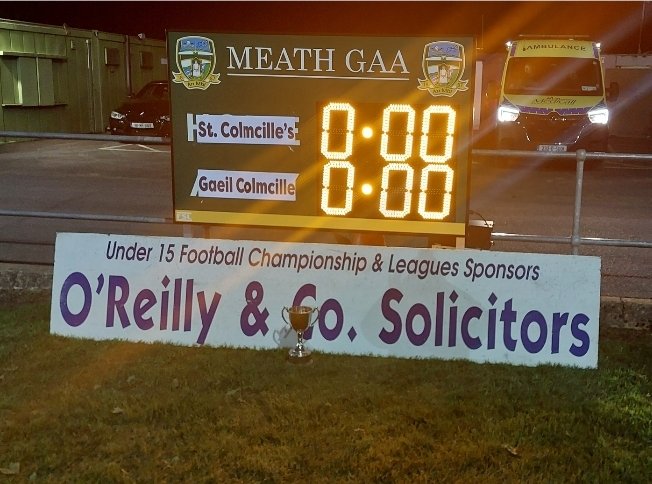 MEATH GAA
AMBULANCE
St. Colmcille's
0:00
Gaeil Colmcille
0:00
Under 15 Football Championship & Leagues Sponsors
O'Reilly & Co. Solicitors